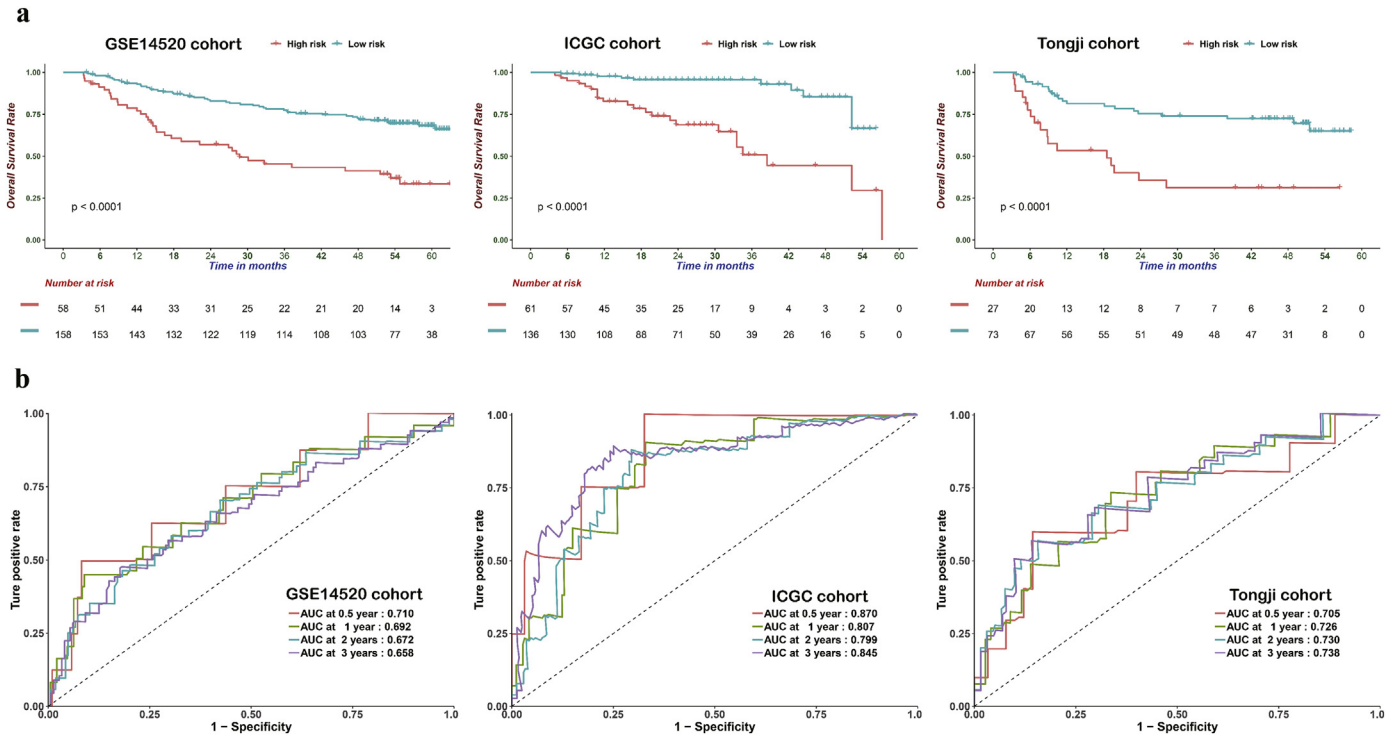 a
GSE14520 cohort
High risk Low risk
ICGC cohort
High risk Low risk
Tongji cohort
High risk Low risk
Overall Survival Rate
1.00
0.75
0.50
0.25
0.00
p < 0.0001
0 6 12 18 24 30 36 42 48 54 60
Time in months
Overall Survival Rate
1.00
0.75
0.50
0.25
0.00
p < 0.0001
0 6 12 18 24 30 36 42 48 54 60
Time in months
Overall Survival Rate
1.00
0.75
0.50
0.25
0.00
p < 0.0001
0 6 12 18 24 30 36 42 48 54 60
Time in months
Number at risk
58 51 44 33 31 25 22 21 20 14 3
158 153 143 132 122 119 114 108 103 77 38
Number at risk
61 57 45 35 25 17 9 4 3 2 0
136 130 108 88 71 50 39 26 16 5 0
Number at risk
27 20 13 12 8 7 7 6 3 2 0
73 67 56 55 51 49 48 47 31 8 0
b
Ture positive rate
1.00
0.75
0.50
0.25
0.00
GSE14520 cohort
AUC at 0.5 year : 0.710
AUC at 1 year : 0.692
AUC at 2 years : 0.672
AUC at 3 years : 0.658
0.00 0.25 0.50 0.75 1.0
1 − Specificity
Ture positive rate
1.00
0.75
0.50
0.25
0.00
ICGC cohort
AUC at 0.5 year : 0.870
AUC at 1 year : 0.807
AUC at 2 years : 0.799
AUC at 3 years : 0.845
0.00 0.25 0.50 0.75 1.0
1 − Specificity
Ture positive rate
1.00
0.75
0.50
0.25
0.00
Tongji cohort
AUC at 0.5 year : 0.705
AUC at 1 year : 0.726
AUC at 2 years : 0.730
AUC at 3 years : 0.738
0.00 0.25 0.50 0.75 1.0
1 − Specificity